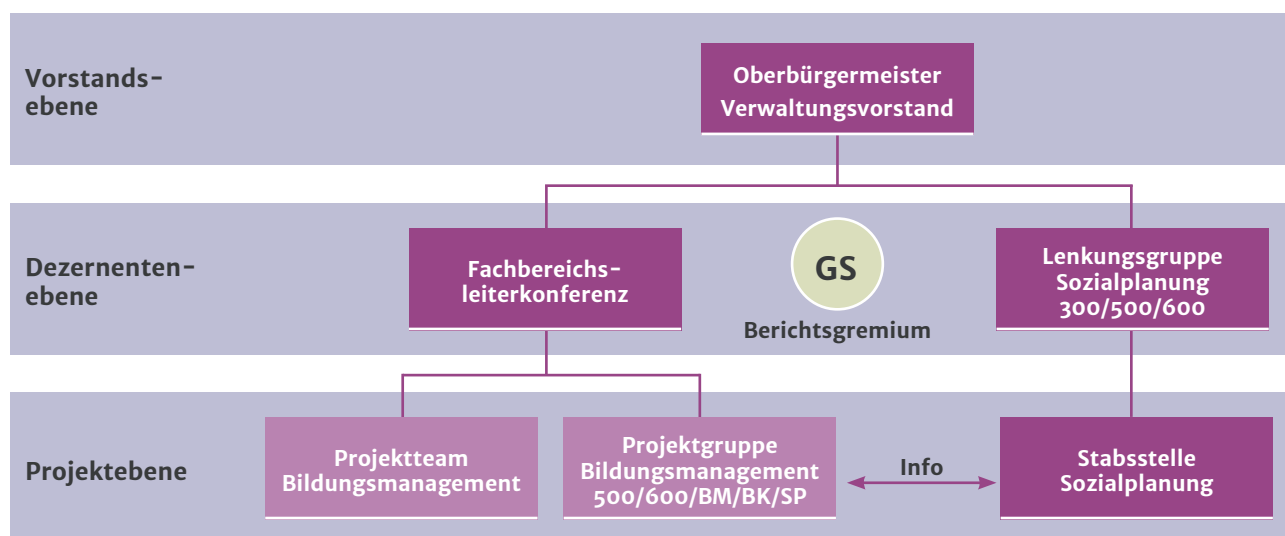 Vorstands-
ebene
Oberbürgermeister
Verwaltungsvorstand
Dezernenten-
ebene
Fachbereichs-
leiterkonferenz
GS
Berichtsgremium
Lenkungsgruppe
Sozialplanung
300/500/600
Projektebene
Projektteam
Bildungsmanagement
Projektgruppe
Bildungsmanagement
500/600/BM/BK/SP
Info
Stabsstelle
Sozialplanung